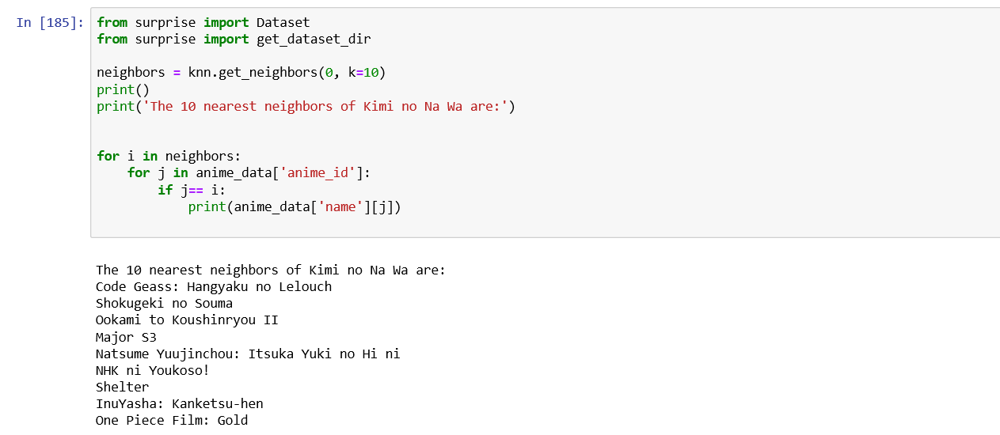 In [185]: from surprise import Dataset
from surprise import get_dataset_dir
neighbors = knn.get_neighbors(0, k=10)
print()
print('The 10 nearest neighbors of Kimi no Na Wa are:')
for i in neighbors:
    for j in anime_data['anime_id']:
        if j== i:
            print(anime_data['name'][j])
The 10 nearest neighbors of Kimi no Na Wa are:
Code Geass: Hangyaku no Lelouch
Shokugeki no Souma
Ookami to Koushinryou II
Major S3
Natsume Yuujinchou: Itsuka Yuki no Hi ni
NHK ni Youkoso!
Shelter
InuYasha: Kanketsu-hen
One Piece Film: Gold